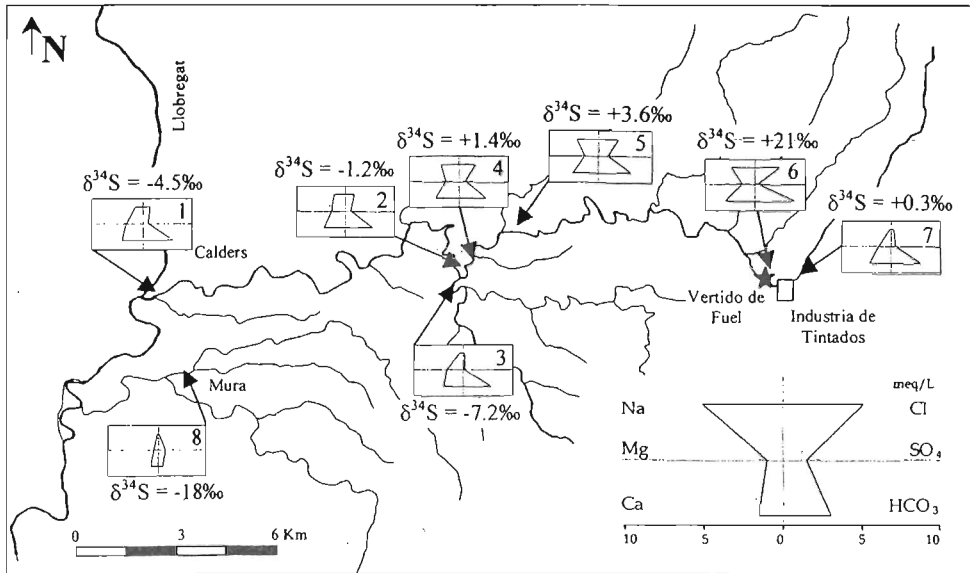 N
Llobregat
δ³⁴S = +3.6‰
δ³⁴S = +1.4‰
5
δ³⁴S = +21‰
δ³⁴S = -1.2‰
4
6
δ³⁴S = -4.5‰
2
δ³⁴S = +0.3‰
1
7
Calders
Vertido de
Fuel
Industria de
Tintados
3
Mura
δ³⁴S = -7.2‰
8
δ³⁴S = -18‰
meq/L
Na
Cl
Mg
SO₄
Ca
HCO₃
0 3 6 Km
10 5 0 5 10